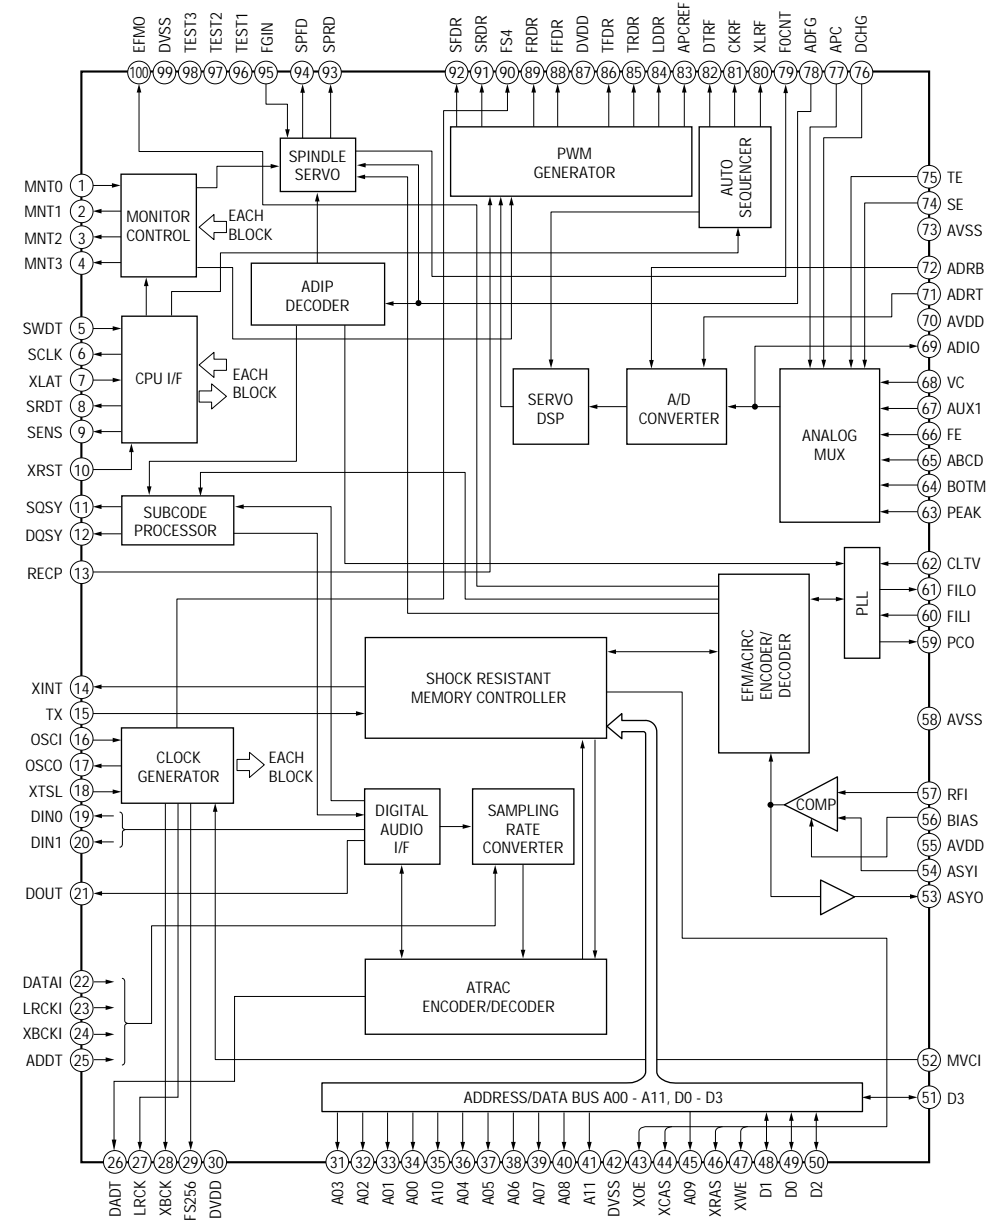 EFMO
DVSS
TEST3
TEST2
TEST1
FGIN
SPFD
SPRD
SFDR
SRDR
FS4
FRDR
FFDR
DVDD
TFDR
TRDR
LDDR
APCREF
DTRF
CKRF
XLRF
F0CNT
ADFG
APC
DCHG
100
99
98
97
96
95
94
93
92
91
90
89
88
87
86
85
84
83
82
81
80
79
78
77
76
MNT0 1
MNT1 2
MNT2 3
MNT3 4
SWDT 5
SCLK 6
XLAT 7
SRDT 8
SENS 9
XRST 10
SQSY 11
DQSY 12
RECP 13
XINT 14
TX 15
OSCI 16
OSCO 17
XTSL 18
DIN0 19
DIN1 20
DOUT 21
DATAI 22
LRCKI 23
XBCKI 24
ADDT 25
SPINDLE
SERVO
PWM
GENERATOR
AUTO
SEQUENCER
MONITOR
CONTROL
EACH
BLOCK
ADIP
DECODER
CPU I/F
EACH
BLOCK
SERVO
DSP
A/D
CONVERTER
ANALOG
MUX
SUBCODE
PROCESSOR
PLL
EFM/ACIRC
ENCODER/
DECODER
SHOCK RESISTANT
MEMORY CONTROLLER
CLOCK
GENERATOR
EACH
BLOCK
DIGITAL
AUDIO
I/F
SAMPLING
RATE
CONVERTER
COMP
ATRAC
ENCODER/DECODER
ADDRESS/DATA BUS A00 - A11, D0 - D3
75 TE
74 SE
73 AVSS
72 ADRB
71 ADRT
70 AVDD
69 ADIO
68 VC
67 AUX1
66 FE
65 ABCD
64 BOTM
63 PEAK
62 CLTV
61 FILO
60 FILI
59 PCO
58 AVSS
57 RFI
56 BIAS
55 AVDD
54 ASYI
53 ASYO
52 MVCI
51 D3
26
27
28
29
30
31
32
33
34
35
36
37
38
39
40
41
42
43
44
45
46
47
48
49
50
DADT
LRCK
XBCK
FS256
DVDD
A03
A02
A01
A00
A10
A04
A05
A06
A07
A08
A11
DVSS
XOE
XCAS
A09
XRAS
XWE
D1
D0
D2